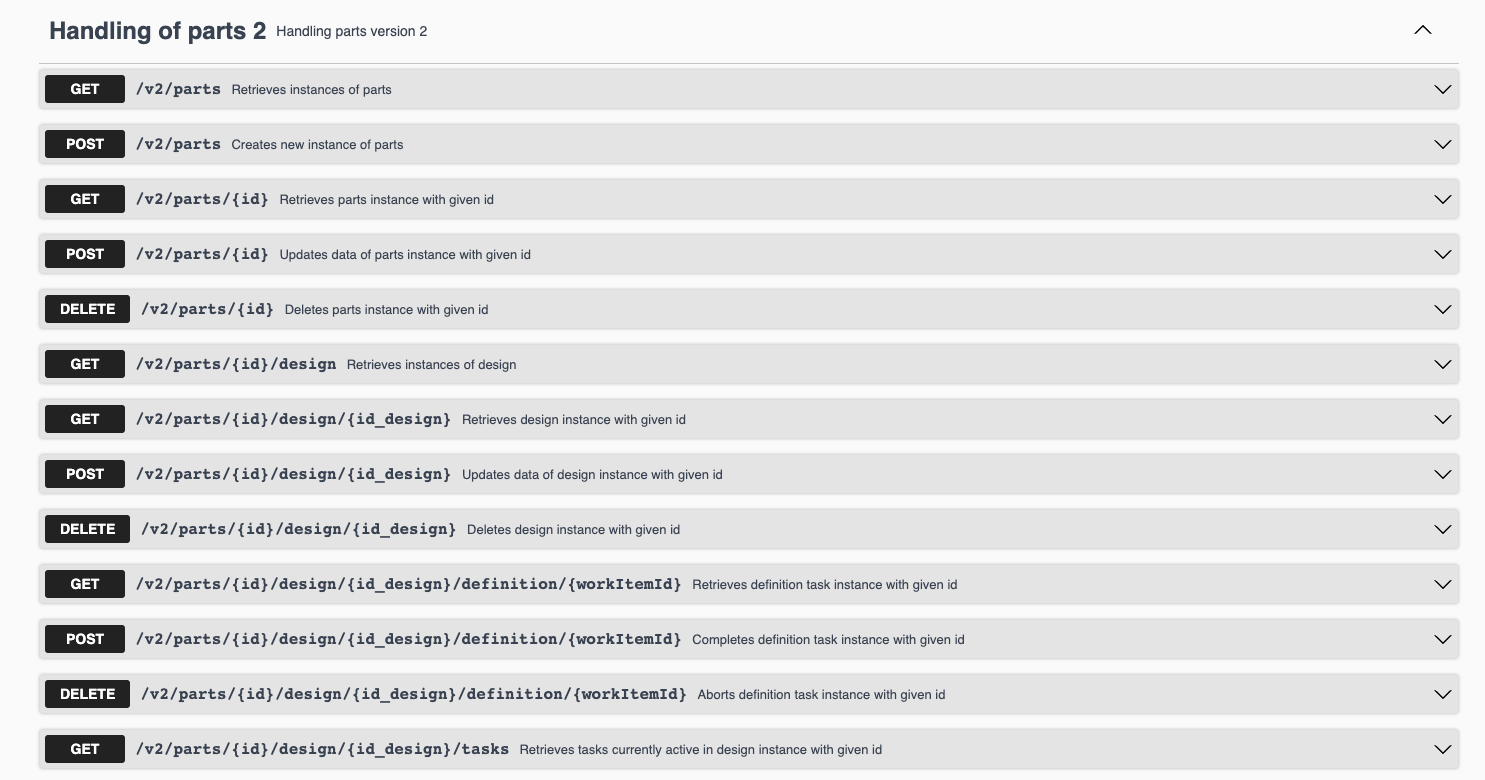 Handling of parts 2 Handling parts version 2
GET /v2/parts Retrieves instances of parts
POST /v2/parts Creates new instance of parts
GET /v2/parts/{id} Retrieves parts instance with given id
POST /v2/parts/{id} Updates data of parts instance with given id
DELETE /v2/parts/{id} Deletes parts instance with given id
GET /v2/parts/{id}/design Retrieves instances of design
GET /v2/parts/{id}/design/{id_design} Retrieves design instance with given id
POST /v2/parts/{id}/design/{id_design} Updates data of design instance with given id
DELETE /v2/parts/{id}/design/{id_design} Deletes design instance with given id
GET /v2/parts/{id}/design/{id_design}/definition/{workItemId} Retrieves definition task instance with given id
POST /v2/parts/{id}/design/{id_design}/definition/{workItemId} Completes definition task instance with given id
DELETE /v2/parts/{id}/design/{id_design}/definition/{workItemId} Aborts definition task instance with given id
GET /v2/parts/{id}/design/{id_design}/tasks Retrieves tasks currently active in design instance with given id